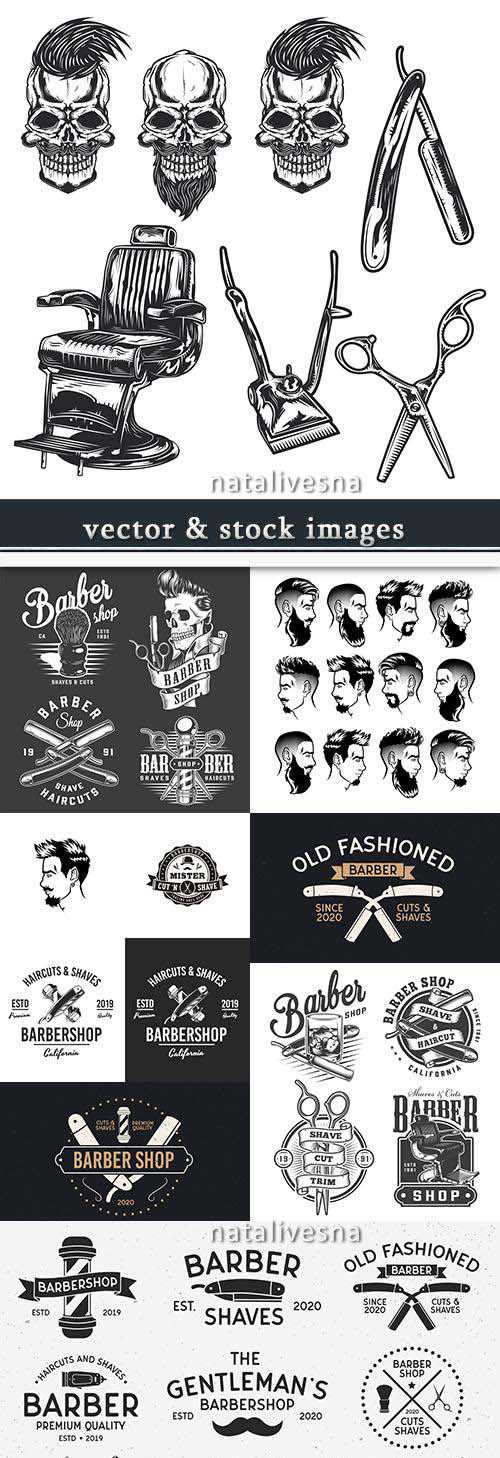 natalivesna
vector & stock images
Barber
shop
CA
ESTD
1991
SHAVES & CUTS
BARBER
SHOP
BARBER
Shop
19 91
SHAVE
HAIRCUTS
BAR SHOP BER
SHAVES HAIRCUTS
MISTER
CUT 'N' SHAVE
OLD FASHIONED
BARBER
SINCE
2020
CUTS &
SHAVES
HAIRCUTS & SHAVES
ESTD 2019
Premium Quality
BARBERSHOP
California
HAIRCUTS & SHAVES
ESTD 2019
Premium Quality
BARBERSHOP
California
Barber
SHOP
BARBER SHOP
SINCE 1991
SHAVE
&
HAIRCUT
CALIFORNIA
CUTS &
SHAVES
PREMIUM
QUALITY
BARBER SHOP
2020
SHAVE
19 CUT 91
TRIM
Shaves & Cuts
BARBER
ESTD
1991
SHOP
natalivesna
BARBERSHOP
ESTD 2019
BARBER
EST. 2020
SHAVES
OLD FASHIONED
BARBER
SINCE
2020
CUTS &
SHAVES
HAIRCUTS AND SHAVES
BARBER
PREMIUM QUALITY
ESTD • 2019
THE
GENTLEMAN'S
BARBERSHOP
ESTD 2020
BARBER
SHOP
2020
CUTS
SHAVES